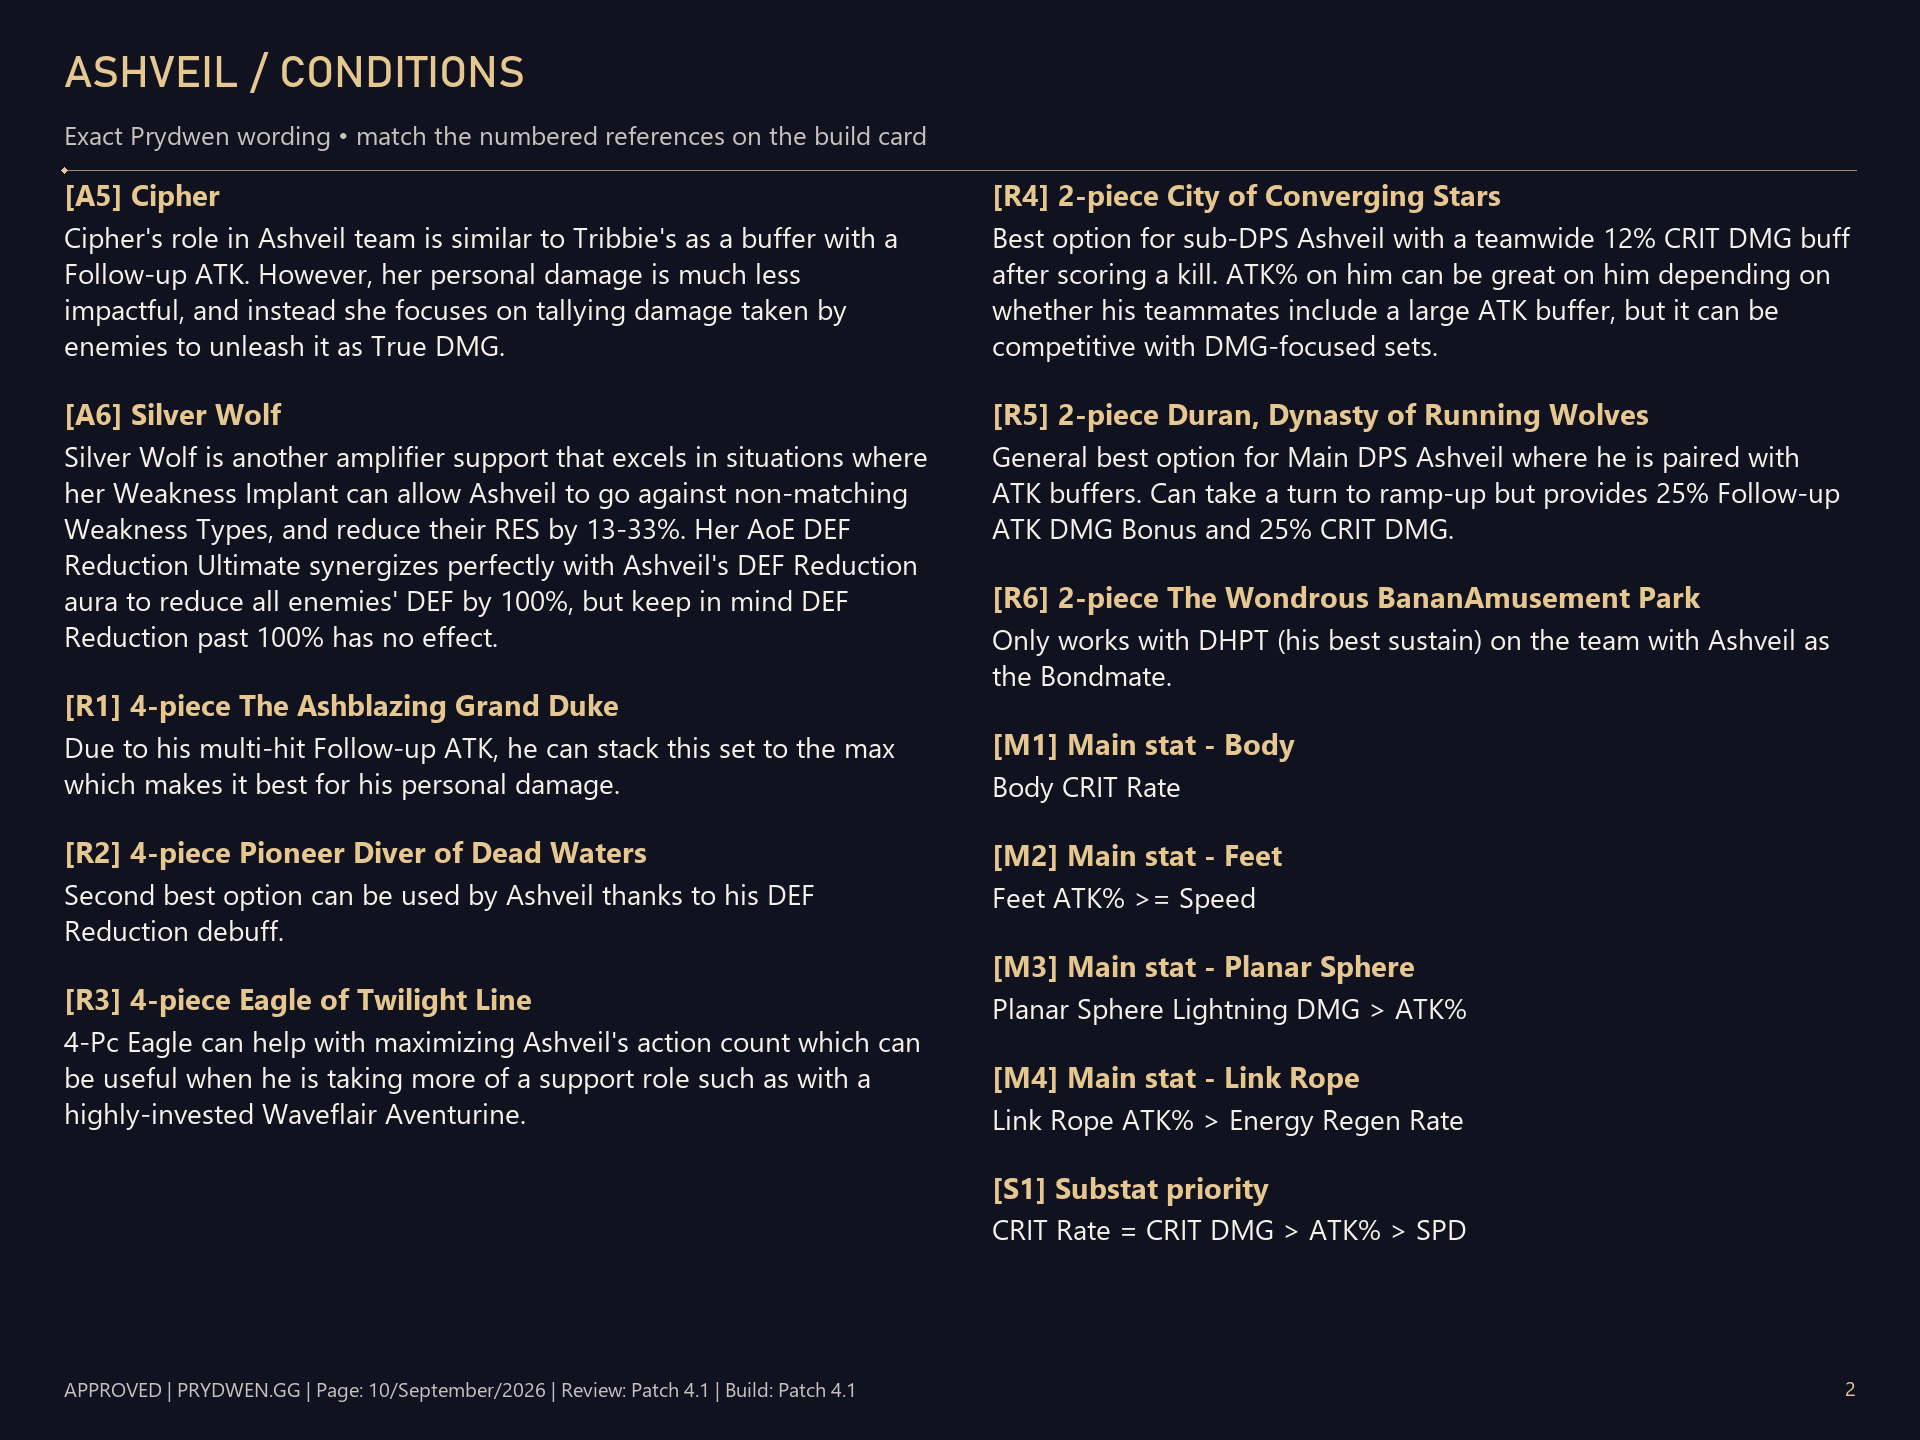 ASHVEIL / CONDITIONS
Exact Prydwen wording • match the numbered references on the build card
[A5] Cipher
Cipher's role in Ashveil team is similar to Tribbie's as a buffer with a
Follow-up ATK. However, her personal damage is much less
impactful, and instead she focuses on tallying damage taken by
enemies to unleash it as True DMG.
[A6] Silver Wolf
Silver Wolf is another amplifier support that excels in situations where
her Weakness Implant can allow Ashveil to go against non-matching
Weakness Types, and reduce their RES by 13-33%. Her AoE DEF
Reduction Ultimate synergizes perfectly with Ashveil's DEF Reduction
aura to reduce all enemies' DEF by 100%, but keep in mind DEF
Reduction past 100% has no effect.
[R1] 4-piece The Ashblazing Grand Duke
Due to his multi-hit Follow-up ATK, he can stack this set to the max
which makes it best for his personal damage.
[R2] 4-piece Pioneer Diver of Dead Waters
Second best option can be used by Ashveil thanks to his DEF
Reduction debuff.
[R3] 4-piece Eagle of Twilight Line
4-Pc Eagle can help with maximizing Ashveil's action count which can
be useful when he is taking more of a support role such as with a
highly-invested Waveflair Aventurine.
[R4] 2-piece City of Converging Stars
Best option for sub-DPS Ashveil with a teamwide 12% CRIT DMG buff
after scoring a kill. ATK% on him can be great on him depending on
whether his teammates include a large ATK buffer, but it can be
competitive with DMG-focused sets.
[R5] 2-piece Duran, Dynasty of Running Wolves
General best option for Main DPS Ashveil where he is paired with
ATK buffers. Can take a turn to ramp-up but provides 25% Follow-up
ATK DMG Bonus and 25% CRIT DMG.
[R6] 2-piece The Wondrous BananAmusement Park
Only works with DHPT (his best sustain) on the team with Ashveil as
the Bondmate.
[M1] Main stat - Body
Body CRIT Rate
[M2] Main stat - Feet
Feet ATK% >= Speed
[M3] Main stat - Planar Sphere
Planar Sphere Lightning DMG > ATK%
[M4] Main stat - Link Rope
Link Rope ATK% > Energy Regen Rate
[S1] Substat priority
CRIT Rate = CRIT DMG > ATK% > SPD
APPROVED | PRYDWEN.GG | Page: 10/September/2026 | Review: Patch 4.1 | Build: Patch 4.1
2